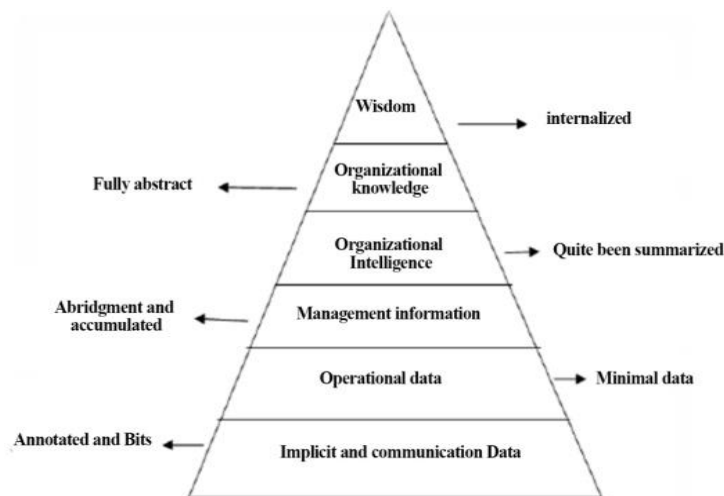 Wisdom
internalized
Organizational
knowledge
Fully abstract
Organizational
Intelligence
Quite been summarized
Abridgment and
accumulated
Management information
Operational data
Minimal data
Annotated and Bits
Implicit and communication Data